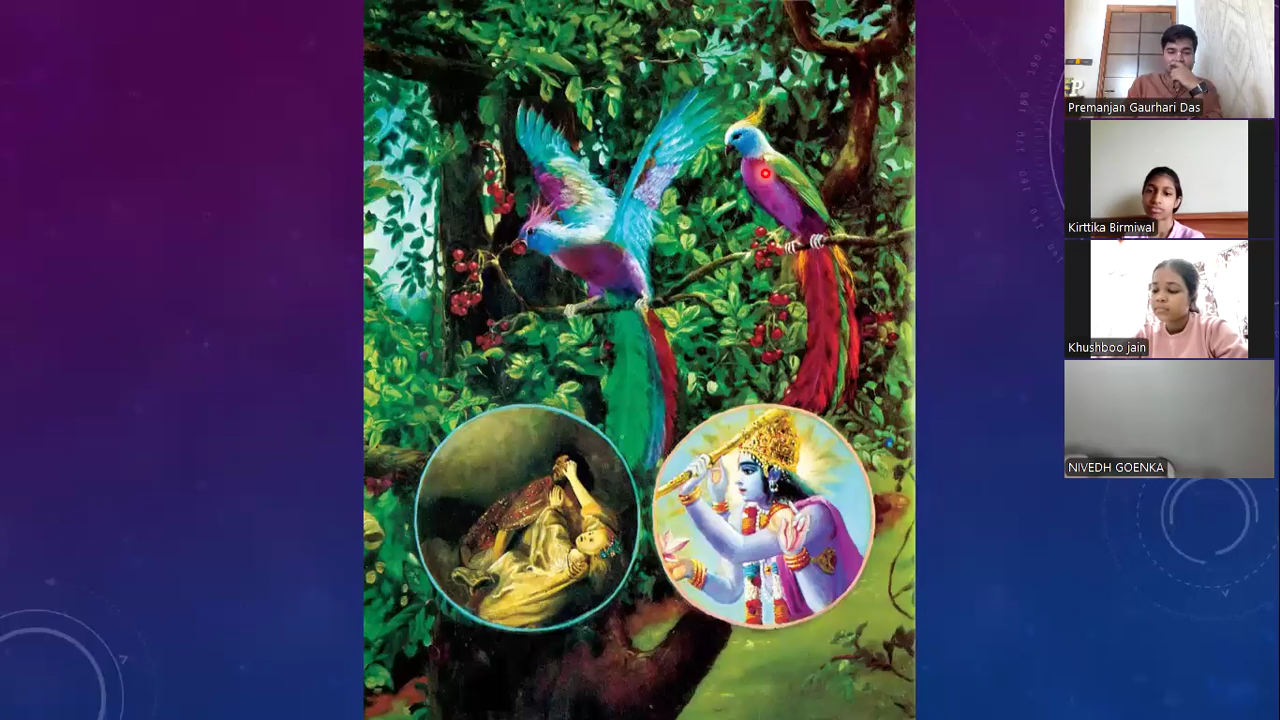 Premanjan Gaurhari Das
Kirttika Birmiwal
Khushboo jain
NIVEDH GOENKA